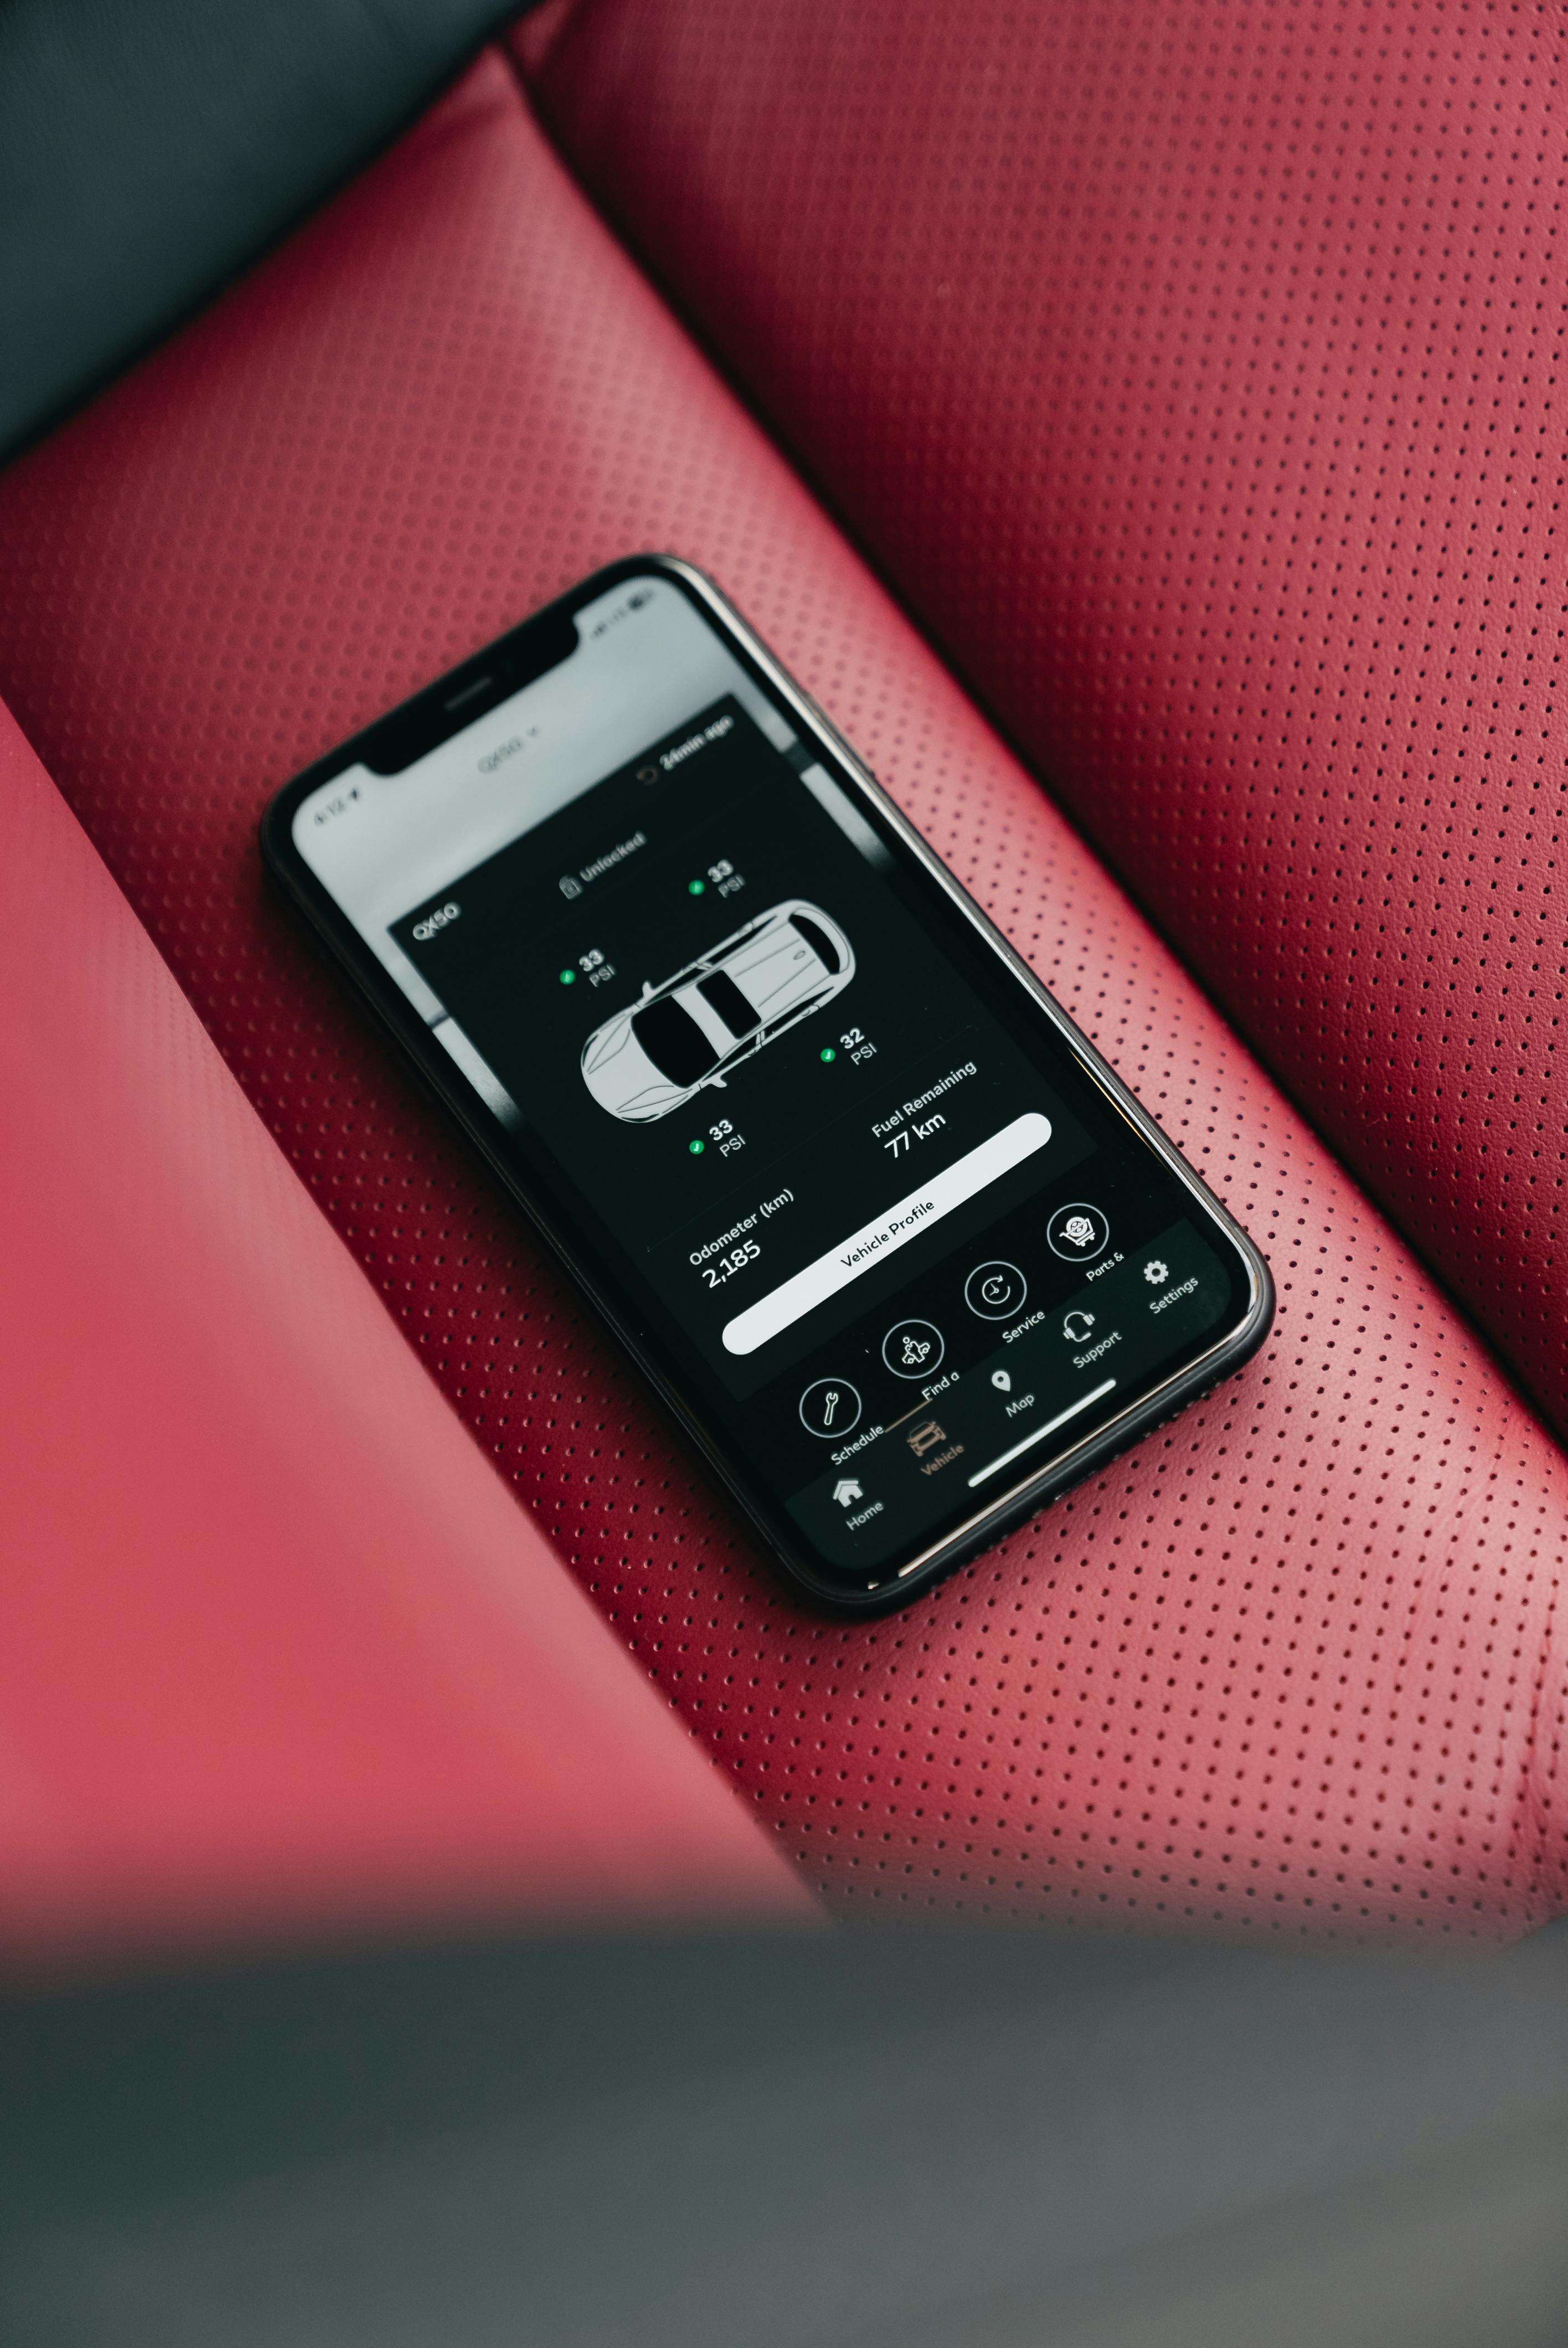 6:12
QX50
QX50
24min ago
Unlocked
33
PSI
33
PSI
33
PSI
32
PSI
Odometer (km)
2,185
Fuel Remaining
77 km
Vehicle Profile
Schedule
Find a
Service
Parts &
Home
Vehicle
Map
Support
Settings